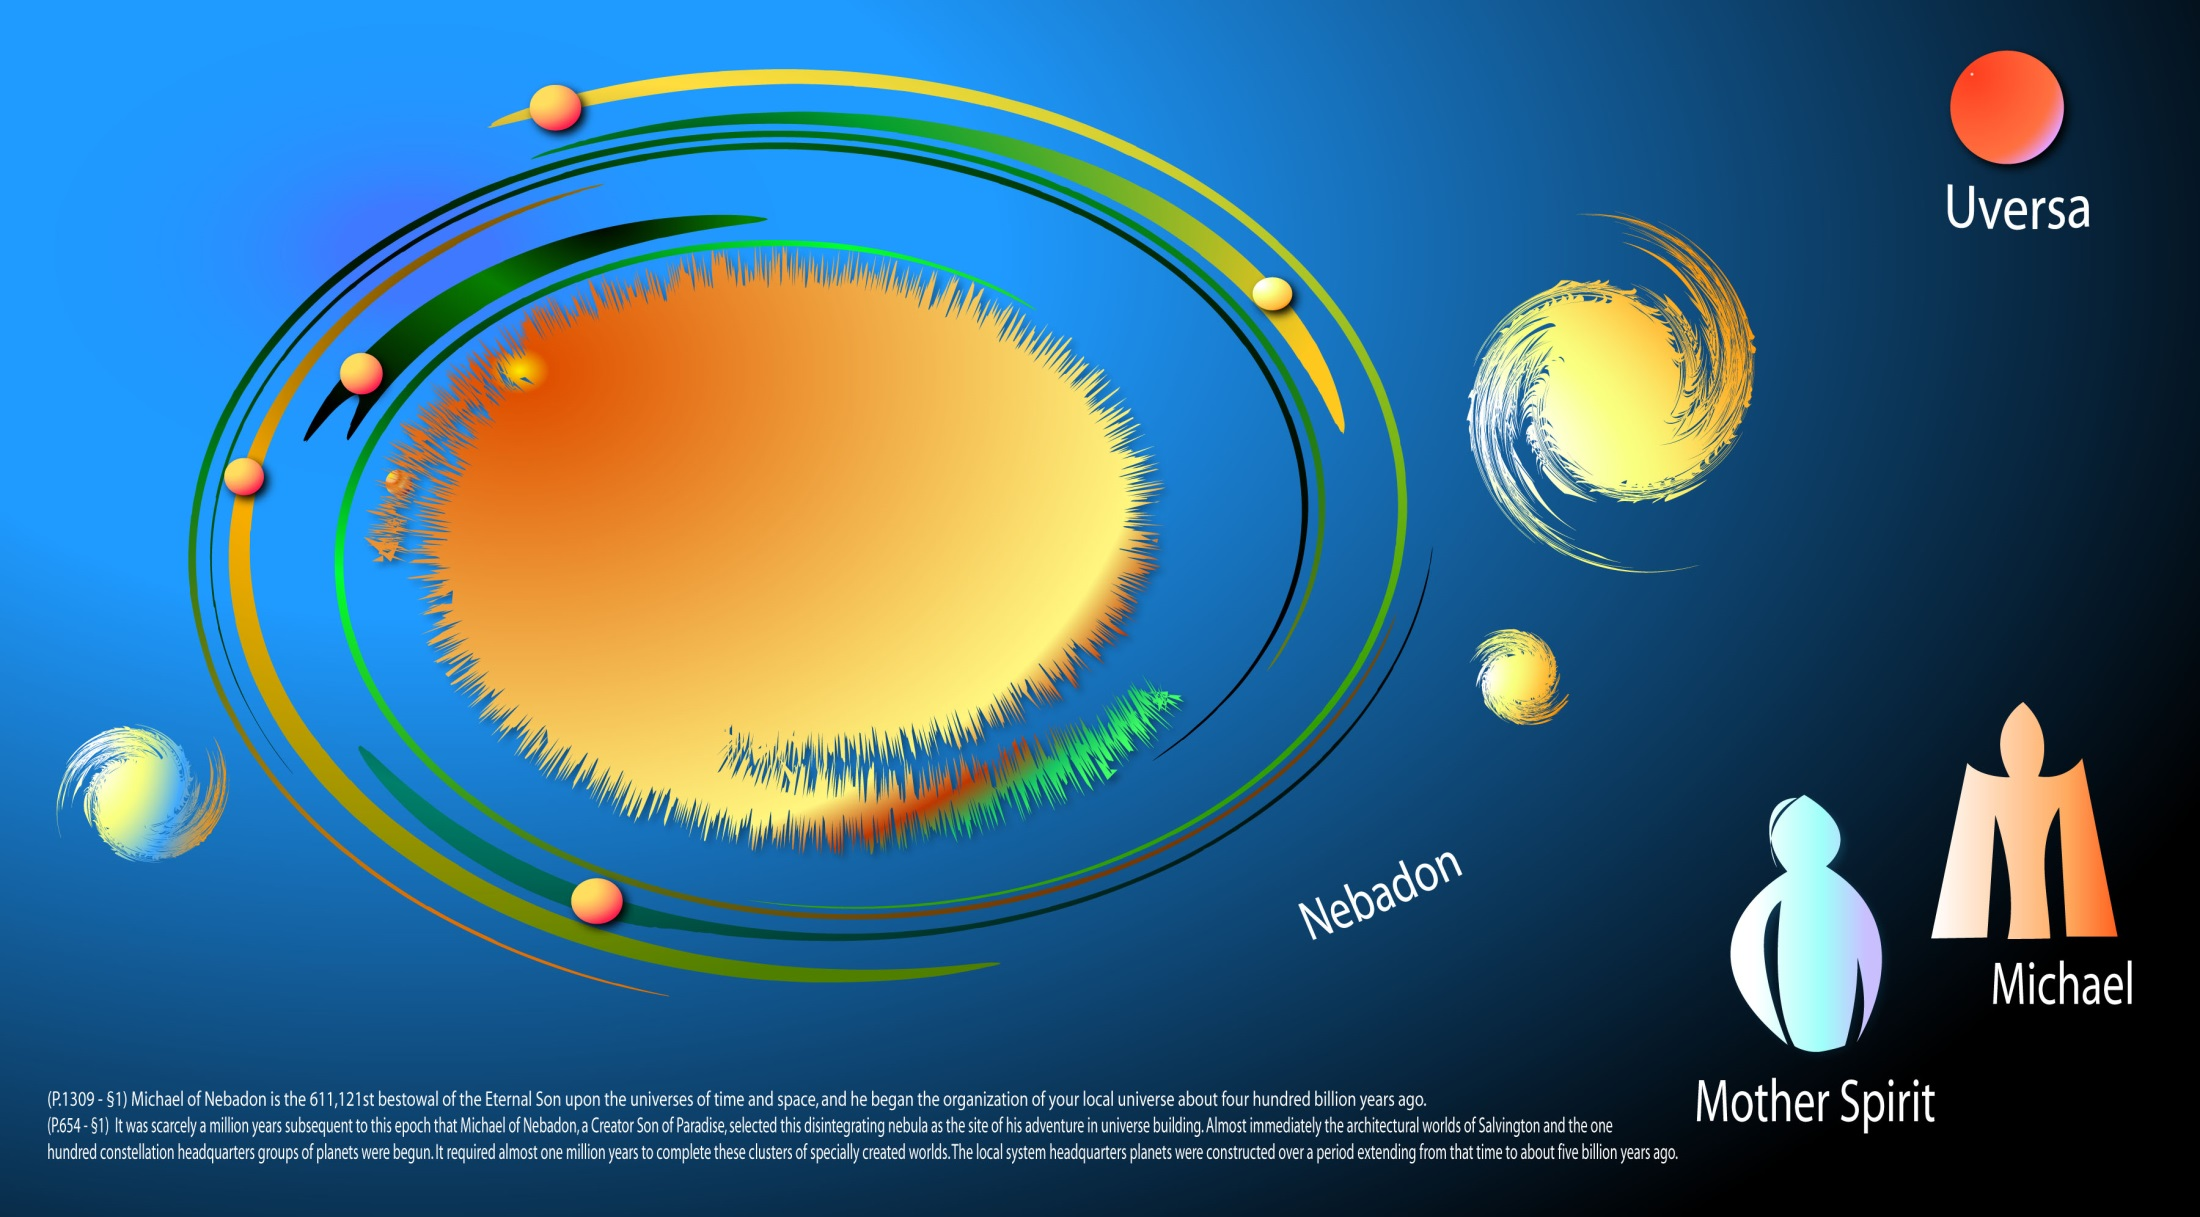 Uversa
Nebadon
Michael
Mother Spirit
(P.1309 - §1) Michael of Nebadon is the 611,121st bestowal of the Eternal Son upon the universes of time and space, and he began the organization of your local universe about four hundred billion years ago.
(P.654 - §1) It was scarcely a million years subsequent to this epoch that Michael of Nebadon, a Creator Son of Paradise, selected this disintegrating nebula as the site of his adventure in universe building. Almost immediately the architectural worlds of Salvington and the one
hundred constellation headquarters groups of planets were begun. It required almost one million years to complete these clusters of specially created worlds. The local system headquarters planets were constructed over a period extending from that time to about five billion years ago.